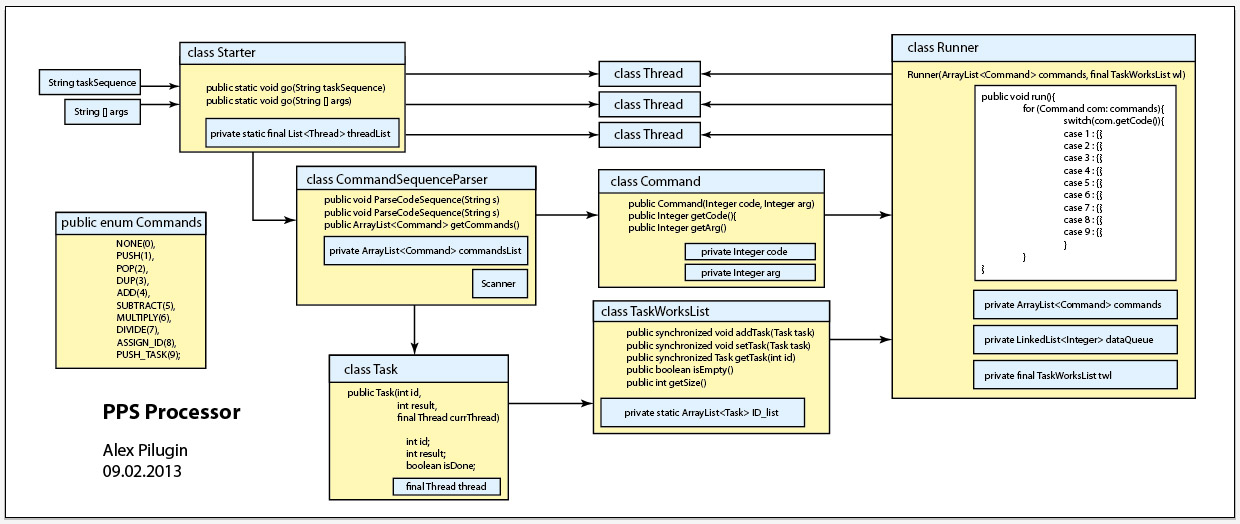 class Starter
String taskSequence
String [] args
public static void go(String taskSequence)
public static void go(String [] args)
private static final List<Thread> threadList
class Thread
class Thread
class Thread
class Runner
Runner(ArrayList<Command> commands, final TaskWorksList wl)
public void run(){
for (Command com: commands){
switch(com.getCode()){
case 1 : {}
case 2 : {}
case 3 : {}
case 4 : {}
case 5 : {}
case 6 : {}
case 7 : {}
case 8 : {}
case 9 : {}
}
}
}
private ArrayList<Command> commands
private LinkedList<Integer> dataQueue
private final TaskWorksList twl
class CommandSequenceParser
public void ParseCodeSequence(String s)
public void ParseCodeSequence(String s)
public ArrayList<Command> getCommands()
private ArrayList<Command> commandsList
Scanner
class Command
public Command(Integer code, Integer arg)
public Integer getCode(){
public Integer getArg()
private Integer code
private Integer arg
public enum Commands
NONE(0),
PUSH(1),
POP(2),
DUP(3),
ADD(4),
SUBTRACT(5),
MULTIPLY(6),
DIVIDE(7),
ASSIGN_ID(8),
PUSH_TASK(9);
class TaskWorksList
public synchronized void addTask(Task task)
public synchronized void setTask(Task task)
public synchronized Task getTask(int id)
public boolean isEmpty()
public int getSize()
private static ArrayList<Task> ID_list
class Task
public Task(int id,
int result,
final Thread currThread)
int id;
int result;
boolean isDone;
final Thread thread
PPS Processor
Alex Pilugin
09.02.2013